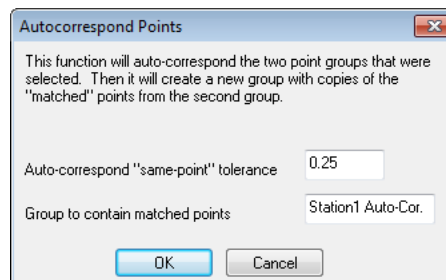 Autocorrespond Points
This function will auto-correspond the two point groups that were
selected. Then it will create a new group with copies of the
"matched" points from the second group.
Auto-correspond "same-point" tolerance
0.25
Group to contain matched points
Station1 Auto-Cor.
OK
Cancel